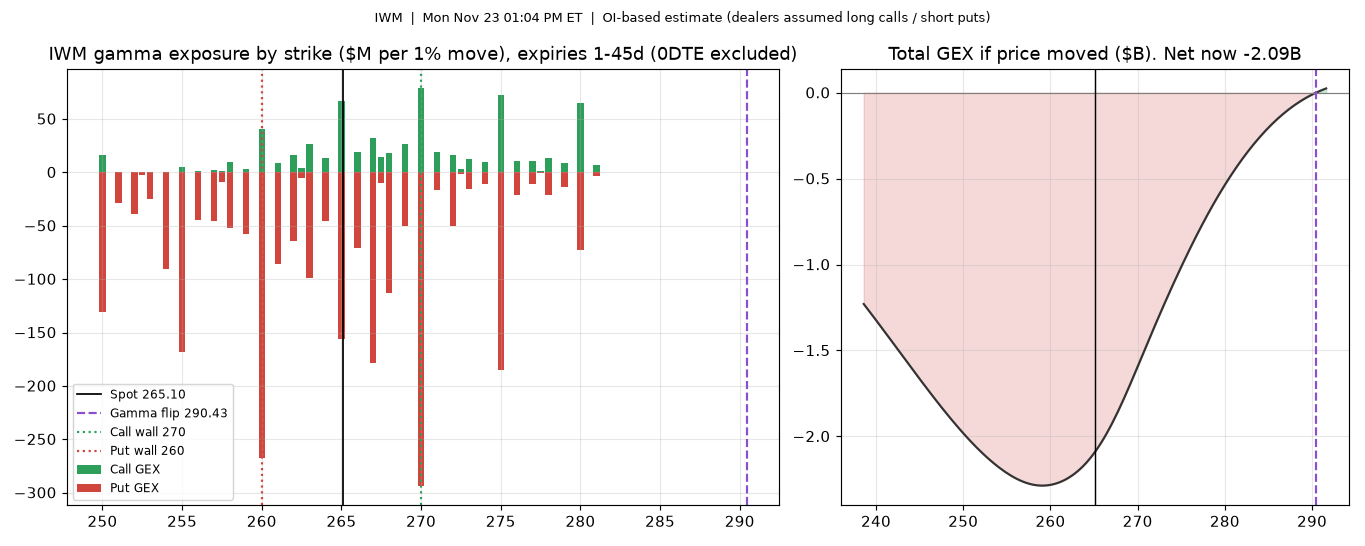 IWM | Mon Nov 23 01:04 PM ET | OI-based estimate (dealers assumed long calls / short puts)
IWM gamma exposure by strike ($M per 1% move), expiries 1-45d (0DTE excluded)
50
0
−50
−100
−150
−200
−250
−300
Spot 265.10
Gamma flip 290.43
Call wall 270
Put wall 260
Call GEX
Put GEX
250 255 260 265 270 275 280 285 290
Total GEX if price moved ($B). Net now -2.09B
0.0
−0.5
−1.0
−1.5
−2.0
240 250 260 270 280 290